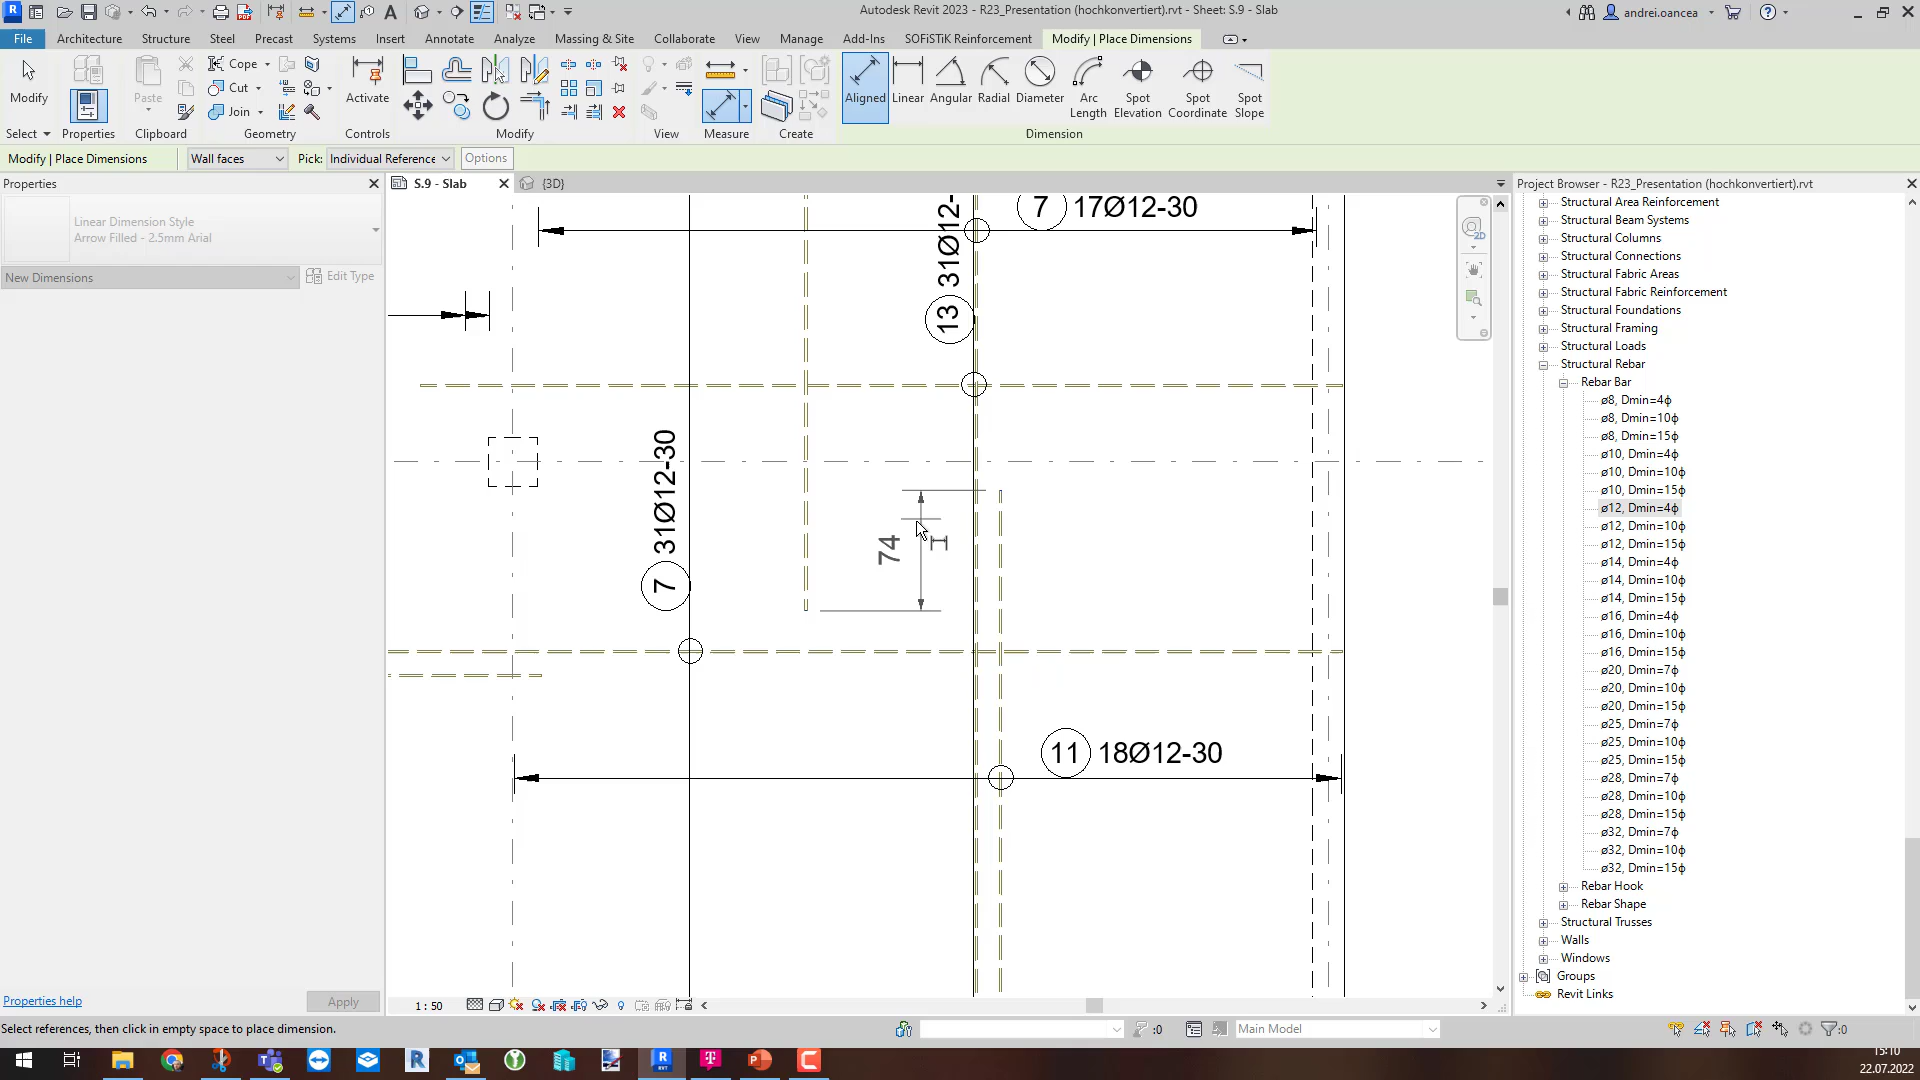 Autodesk Revit 2023 - R23_Presentation (hochkonvertiert).rvt - Sheet: S.9 - Slab
andrei.oancea
File
Architecture
Structure
Steel
Precast
Systems
Insert
Annotate
Analyze
Massing & Site
Collaborate
View
Manage
Add-Ins
SOFiSTiK Reinforcement
Modify | Place Dimensions
Modify
Select
Properties
Paste
Clipboard
Cope
Cut
Join
Geometry
Activate
Controls
Modify
View
Measure
Create
Aligned
Linear
Angular
Radial
Diameter
Arc
Length
Spot
Elevation
Spot
Coordinate
Spot
Slope
Dimension
Modify | Place Dimensions
Wall faces
Pick:
Individual Reference
Options
Properties
Linear Dimension Style
Arrow Filled - 2.5mm Arial
New Dimensions
Edit Type
Properties help
Apply
S.9 - Slab
{3D}
2D
7 17Ø12-30
13 31Ø12-
7 31Ø12-30
74
11 18Ø12-30
1 : 50
Project Browser - R23_Presentation (hochkonvertiert).rvt
Structural Area Reinforcement
Structural Beam Systems
Structural Columns
Structural Connections
Structural Fabric Areas
Structural Fabric Reinforcement
Structural Foundations
Structural Framing
Structural Loads
Structural Rebar
Rebar Bar
ø8, Dmin=4ϕ
ø8, Dmin=10ϕ
ø8, Dmin=15ϕ
ø10, Dmin=4ϕ
ø10, Dmin=10ϕ
ø10, Dmin=15ϕ
ø12, Dmin=4ϕ
ø12, Dmin=10ϕ
ø12, Dmin=15ϕ
ø14, Dmin=4ϕ
ø14, Dmin=10ϕ
ø14, Dmin=15ϕ
ø16, Dmin=4ϕ
ø16, Dmin=10ϕ
ø16, Dmin=15ϕ
ø20, Dmin=7ϕ
ø20, Dmin=10ϕ
ø20, Dmin=15ϕ
ø25, Dmin=7ϕ
ø25, Dmin=10ϕ
ø25, Dmin=15ϕ
ø28, Dmin=7ϕ
ø28, Dmin=10ϕ
ø28, Dmin=15ϕ
ø32, Dmin=7ϕ
ø32, Dmin=10ϕ
ø32, Dmin=15ϕ
Rebar Hook
Rebar Shape
Structural Trusses
Walls
Windows
Groups
Revit Links
Select references, then click in empty space to place dimension.
:0
Main Model
:0
15:10
22.07.2022